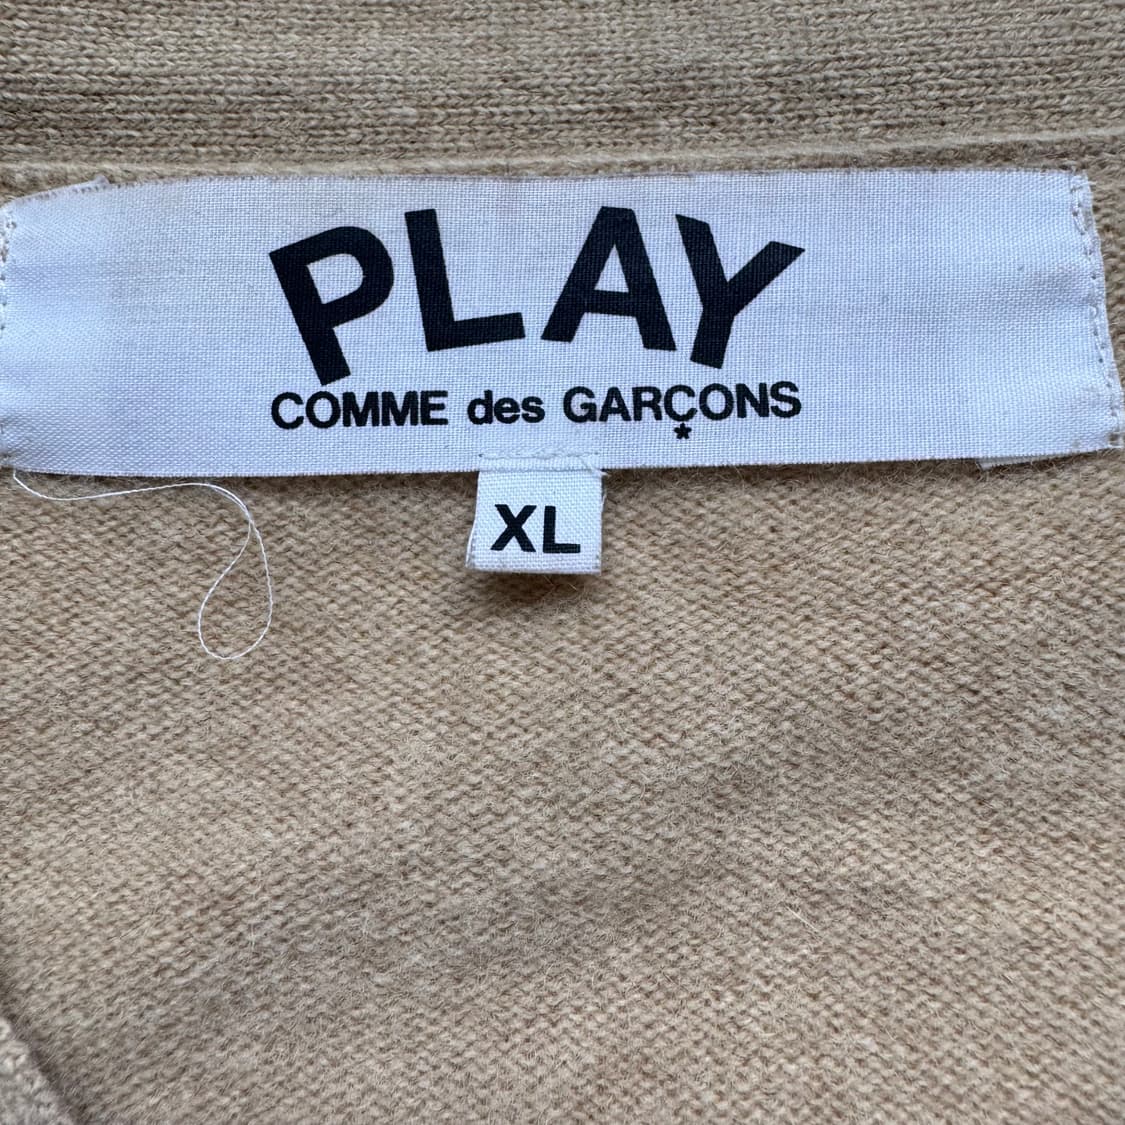 PLAY
COMME des GARÇONS
*
XL